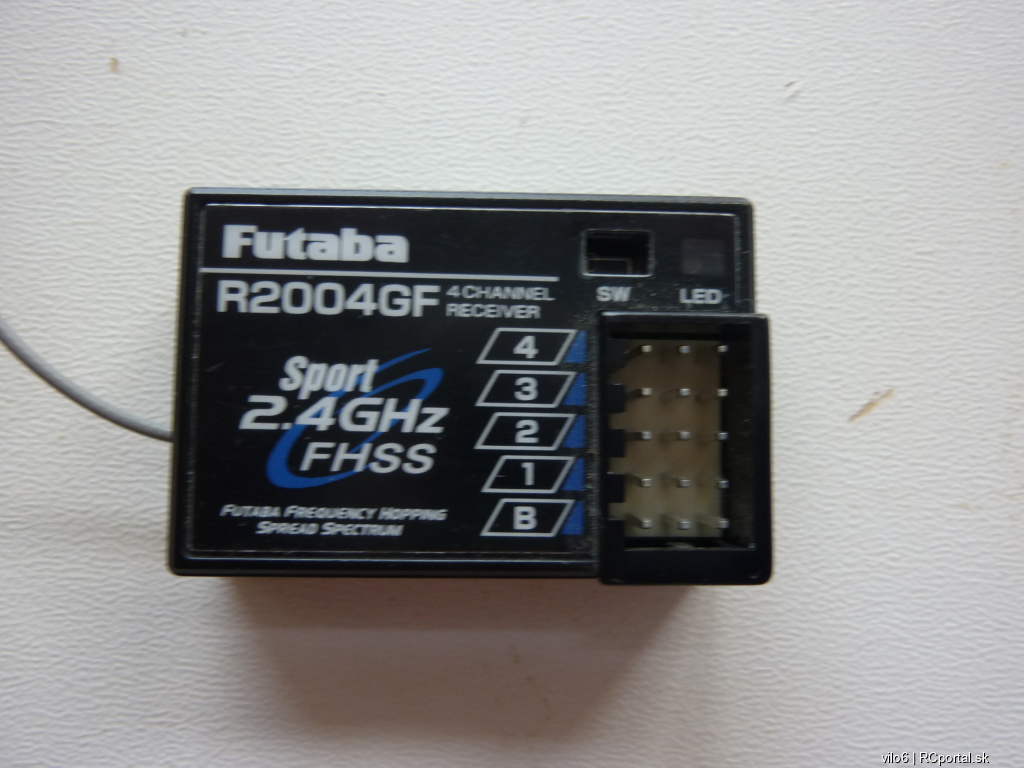 Futaba
R2004GF 4 CHANNEL
RECEIVER
SW
LED
Sport
2.4GHz
FHSS
FUTABA FREQUENCY HOPPING
SPREAD SPECTRUM
4
3
2
1
B
vilo6 | RCportal.sk